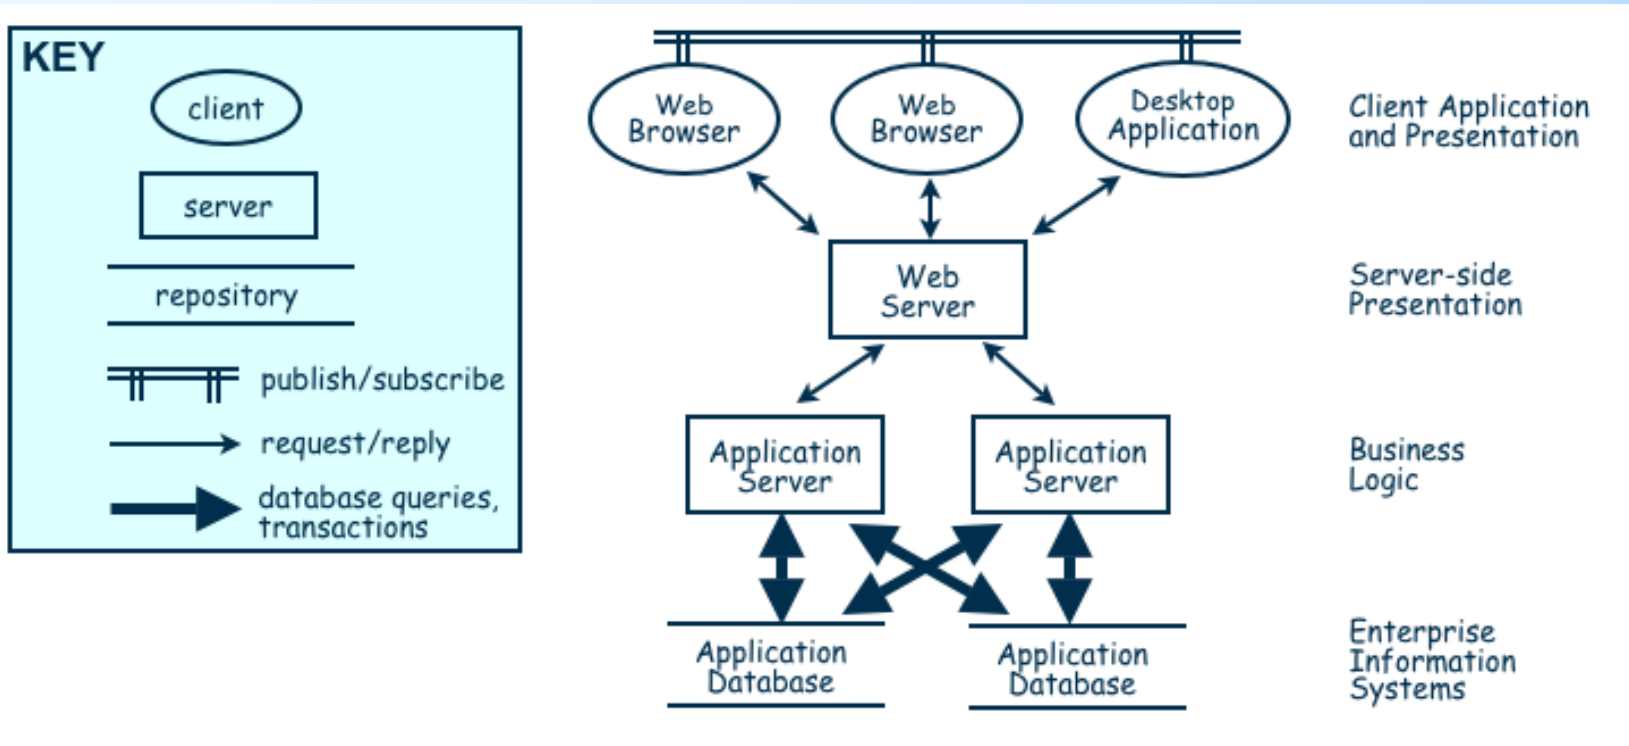 KEY
client
server
repository
publish/subscribe
request/reply
database queries,
transactions
Web
Browser
Web
Browser
Desktop
Application
Client Application
and Presentation
Web
Server
Server-side
Presentation
Application
Server
Application
Server
Business
Logic
Application
Database
Application
Database
Enterprise
Information
Systems